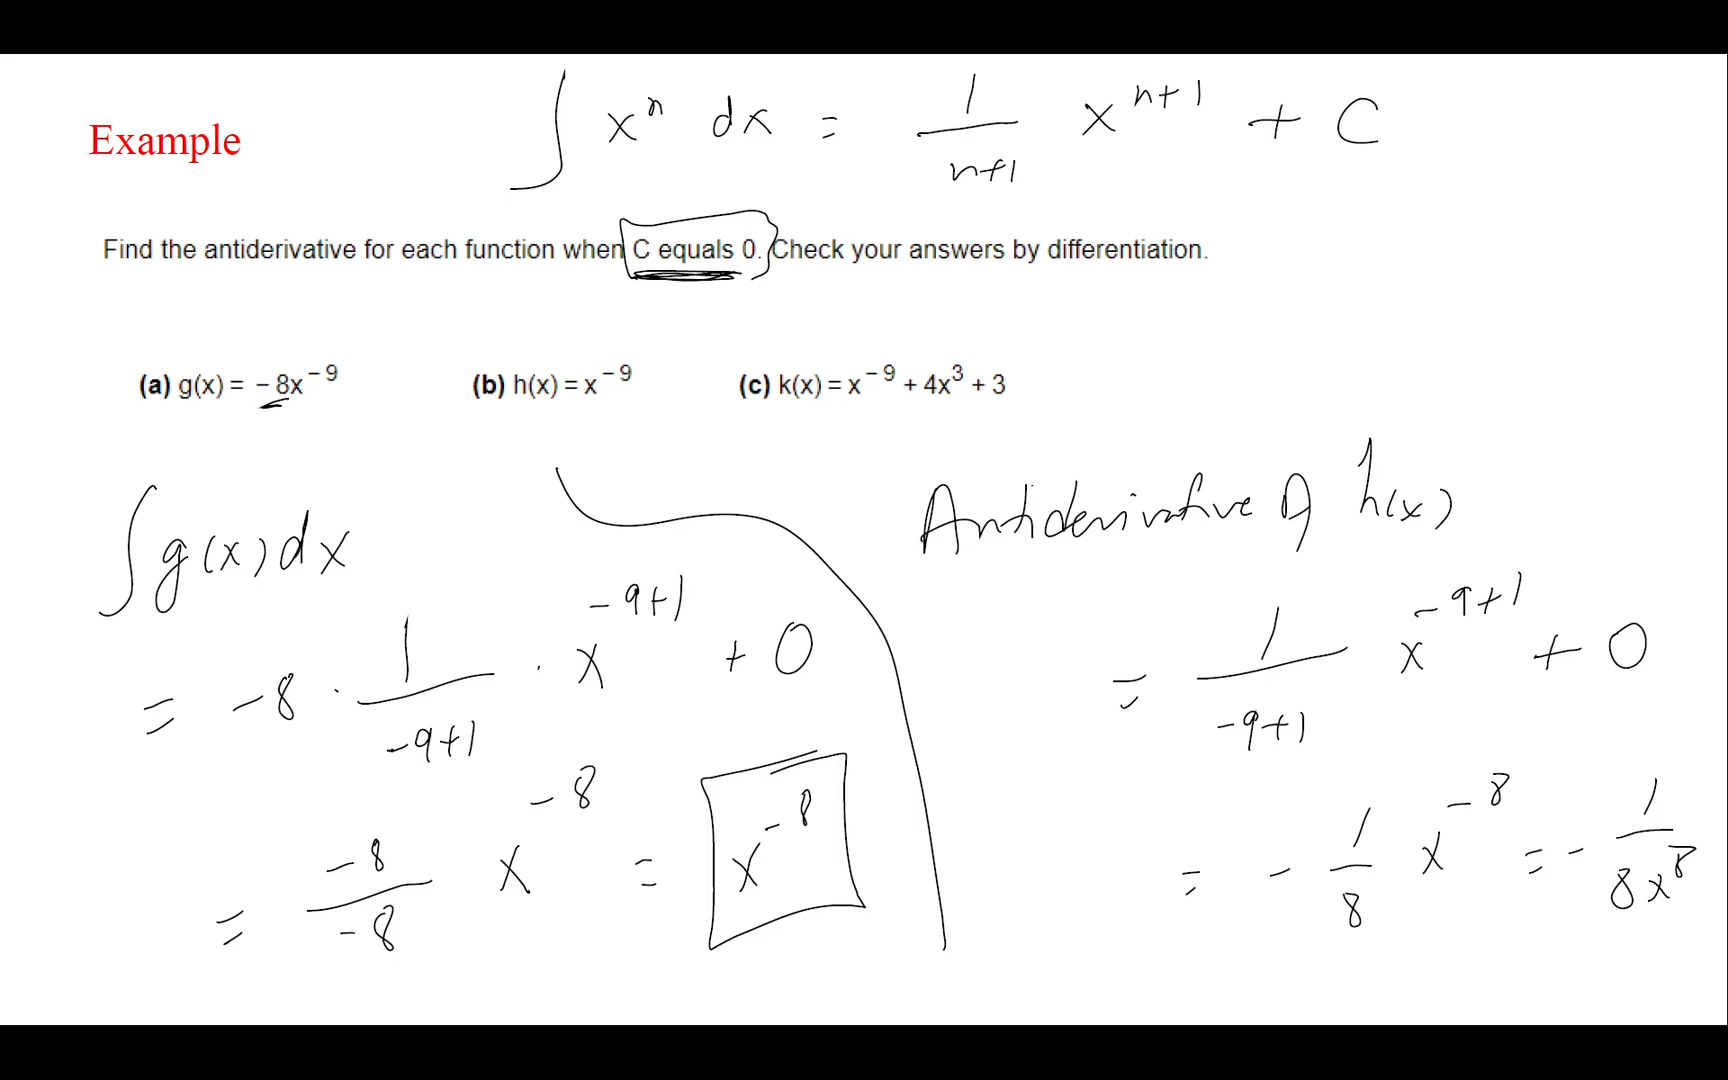 ∫ xⁿ dx = 1/(n+1) x^(n+1) + C
Example
Find the antiderivative for each function when C equals 0. Check your answers by differentiation.
(a) g(x) = − 8x^(− 9)
(b) h(x) = x^(− 9)
(c) k(x) = x^(− 9) + 4x³ + 3
∫ g(x) dx
= −8 · 1/(−9+1) · x^(−9+1) + 0
= −8/−8 x^(−8) = x^(−8)
Antiderivative of h(x)
= 1/(−9+1) x^(−9+1) + 0
= − 1/8 x^(−8) = − 1/(8x⁸)